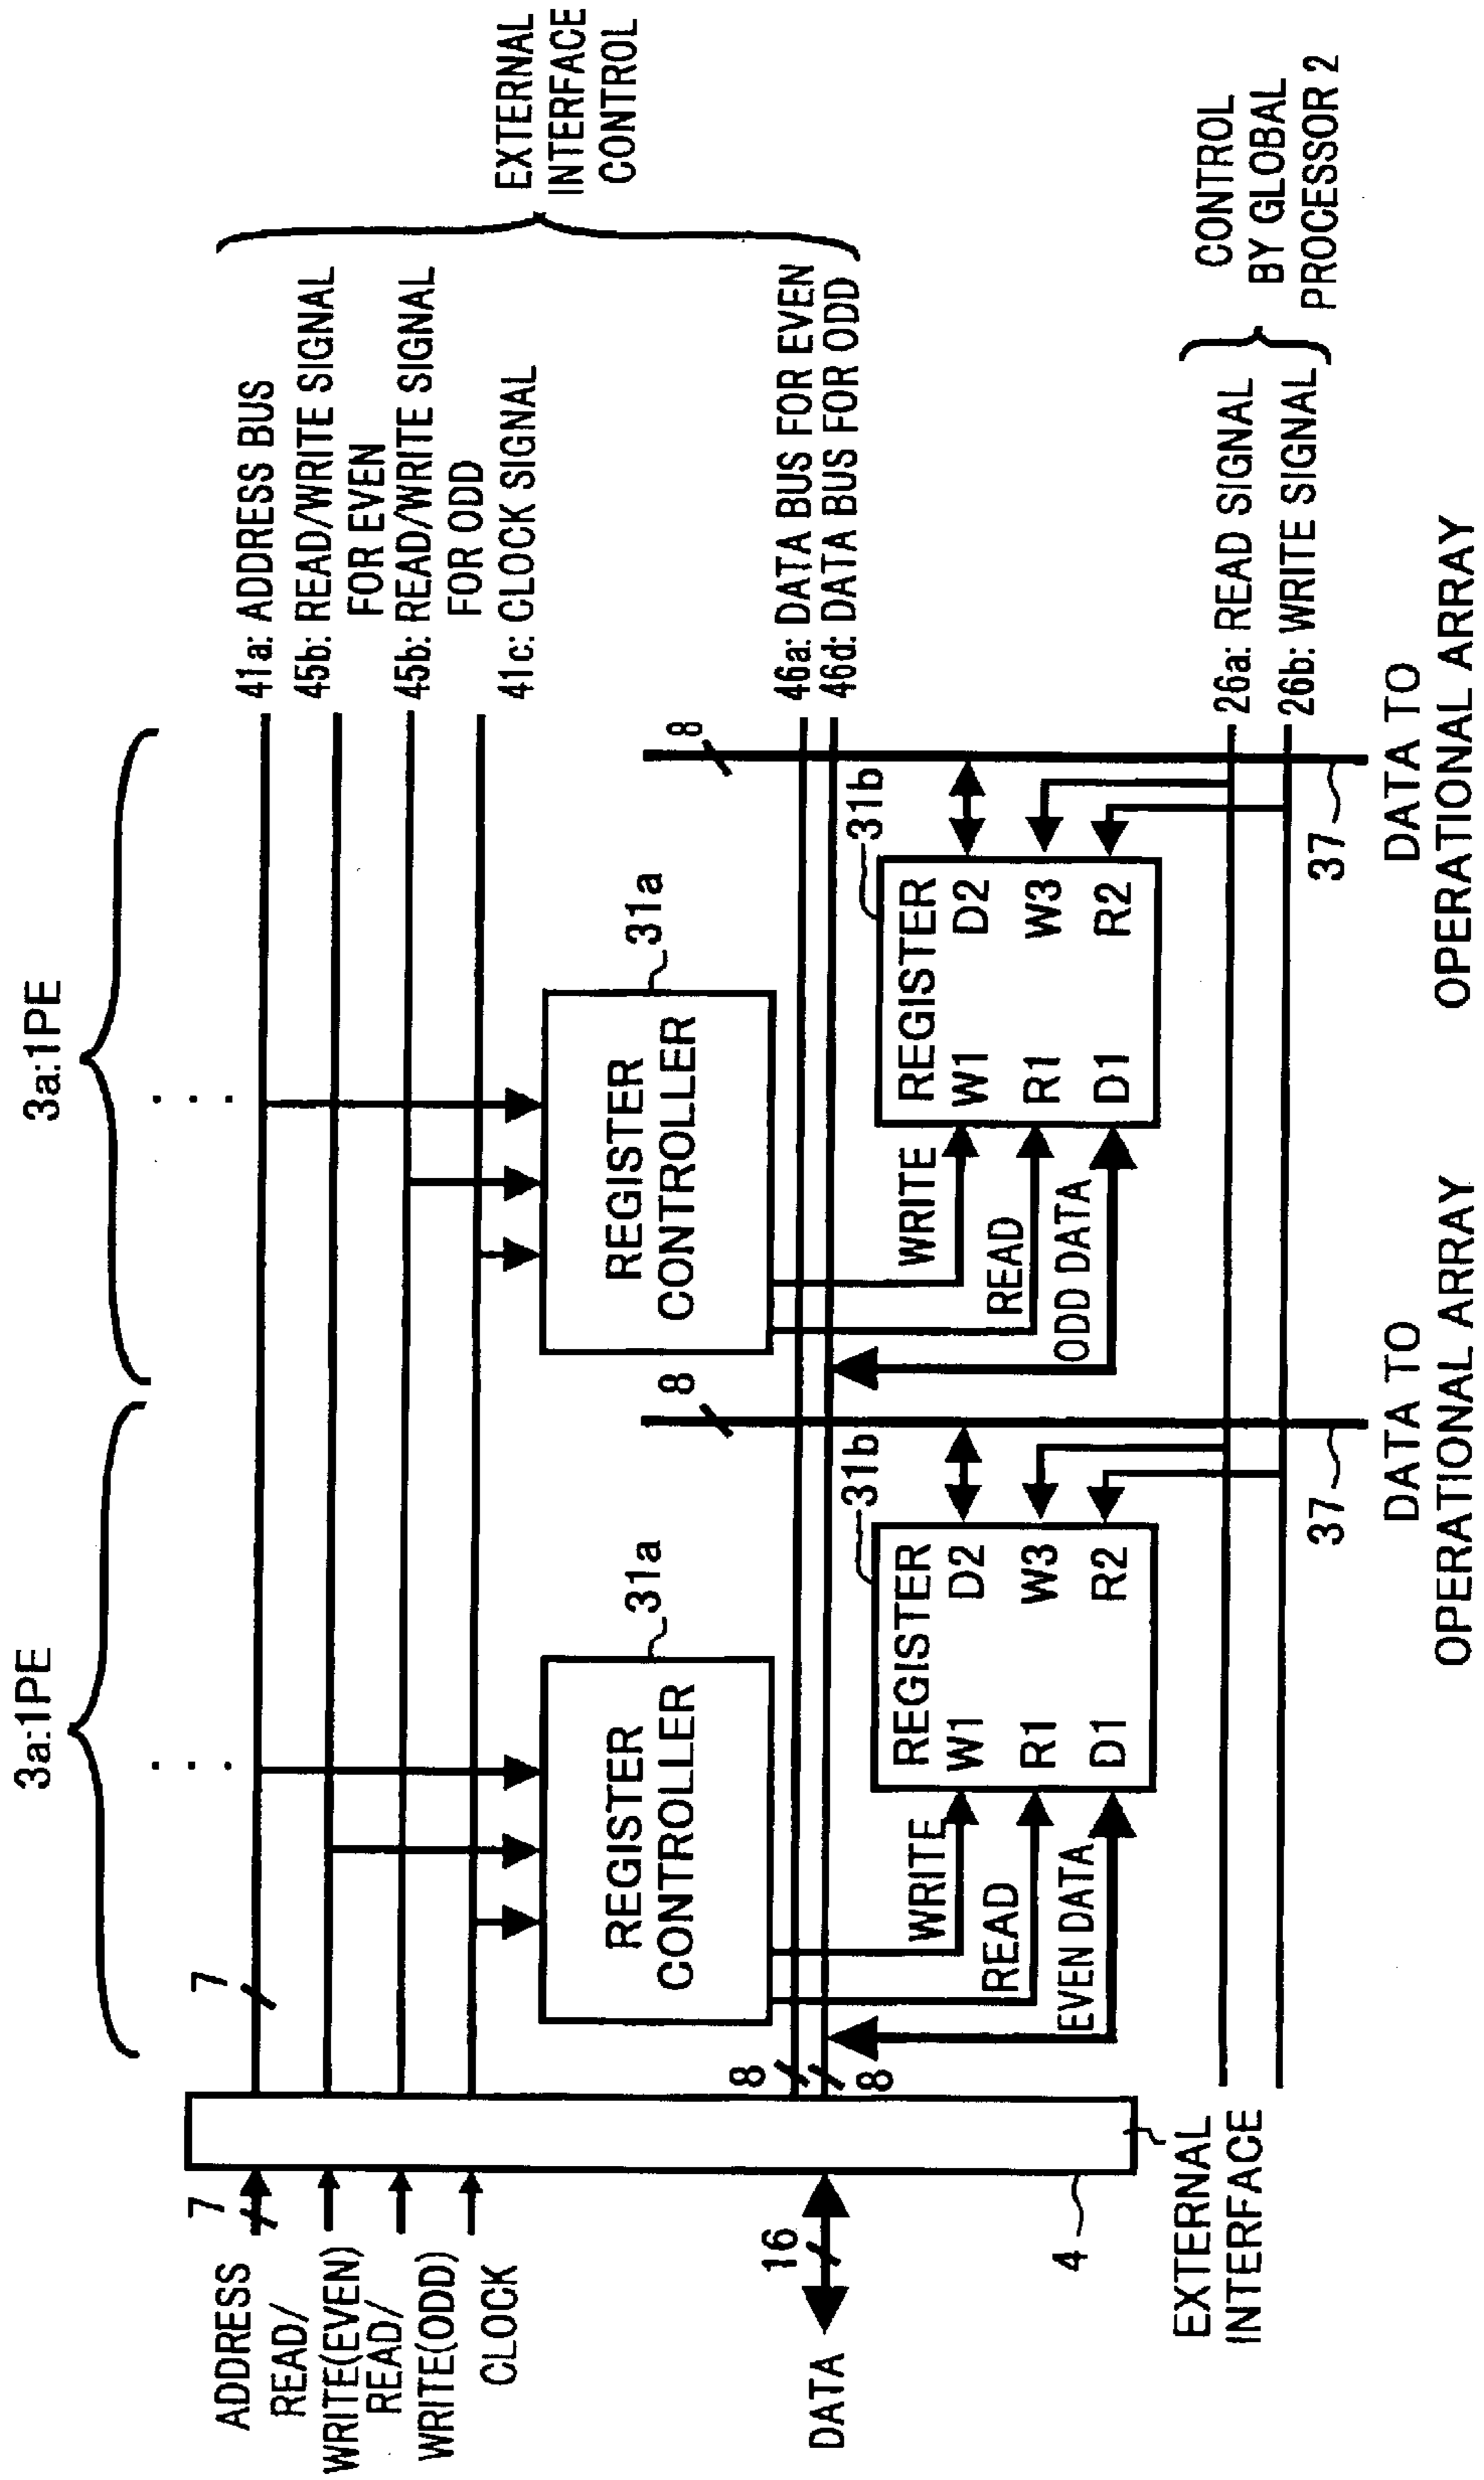 3a:1PE
3a:1PE
ADDRESS
READ/
WRITE(EVEN)
READ/
WRITE(ODD)
CLOCK
7
7
41a: ADDRESS BUS
45b: READ/WRITE SIGNAL
FOR EVEN
45b: READ/WRITE SIGNAL
FOR ODD
41c: CLOCK SIGNAL
EXTERNAL
INTERFACE
CONTROL
REGISTER
CONTROLLER
31a
REGISTER
CONTROLLER
31a
8
8
DATA
16
8
8
46a: DATA BUS FOR EVEN
46d: DATA BUS FOR ODD
WRITE
READ
EVEN DATA
REGISTER
W1
D2
R1
W3
D1
R2
31b
WRITE
READ
ODD DATA
REGISTER
W1
D2
R1
W3
D1
R2
31b
4
EXTERNAL
INTERFACE
26a: READ SIGNAL
26b: WRITE SIGNAL
CONTROL
BY GLOBAL
PROCESSOR 2
37
DATA TO
OPERATIONAL ARRAY
37
DATA TO
OPERATIONAL ARRAY